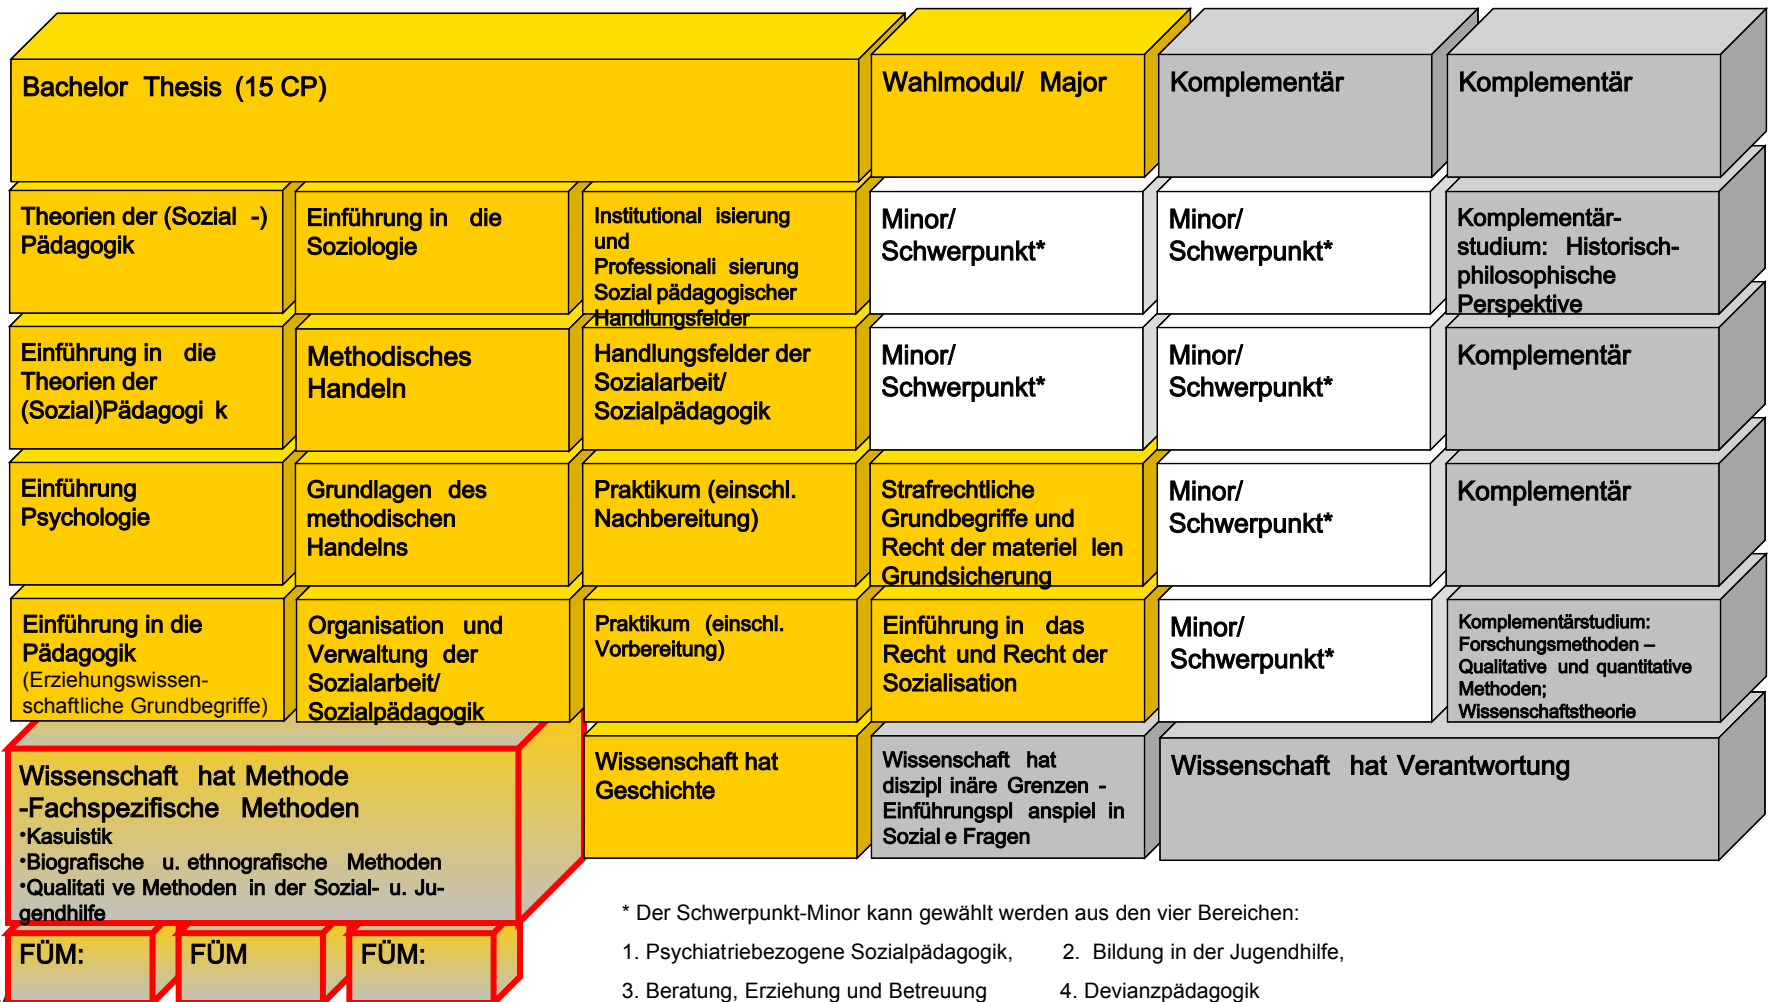 Bachelor Thesis (15 CP)
Wahlmodul/ Major
Komplementär
Komplementär
Theorien der (Sozial -)
Pädagogik
Einführung in die
Soziologie
Institutional isierung
und
Professionali sierung
Sozial pädagogischer
Handlungsfelder
Minor/
Schwerpunkt*
Minor/
Schwerpunkt*
Komplementär-
studium: Historisch-
philosophische
Perspektive
Einführung in die
Theorien der
(Sozial)Pädagogi k
Methodisches
Handeln
Handlungsfelder der
Sozialarbeit/
Sozialpädagogik
Minor/
Schwerpunkt*
Minor/
Schwerpunkt*
Komplementär
Einführung
Psychologie
Grundlagen des
methodischen
Handelns
Praktikum (einschl.
Nachbereitung)
Strafrechtliche
Grundbegriffe und
Recht der materiel len
Grundsicherung
Minor/
Schwerpunkt*
Komplementär
Einführung in die
Pädagogik
(Erziehungswissen-
schaftliche Grundbegriffe)
Organisation und
Verwaltung der
Sozialarbeit/
Sozialpädagogik
Praktikum (einschl.
Vorbereitung)
Einführung in das
Recht und Recht der
Sozialisation
Minor/
Schwerpunkt*
Komplementärstudium:
Forschungsmethoden –
Qualitative und quantitative
Methoden;
Wissenschaftstheorie
Wissenschaft hat Methode
-Fachspezifische Methoden
•Kasuistik
•Biografische u. ethnografische Methoden
•Qualitati ve Methoden in der Sozial- u. Ju-
gendhilfe
Wissenschaft hat
Geschichte
Wissenschaft hat
diszipl inäre Grenzen -
Einführungspl anspiel in
Sozial e Fragen
Wissenschaft hat Verantwortung
FÜM:
FÜM
FÜM:
* Der Schwerpunkt-Minor kann gewählt werden aus den vier Bereichen:
1. Psychiatriebezogene Sozialpädagogik, 2. Bildung in der Jugendhilfe,
3. Beratung, Erziehung und Betreuung 4. Devianzpädagogik